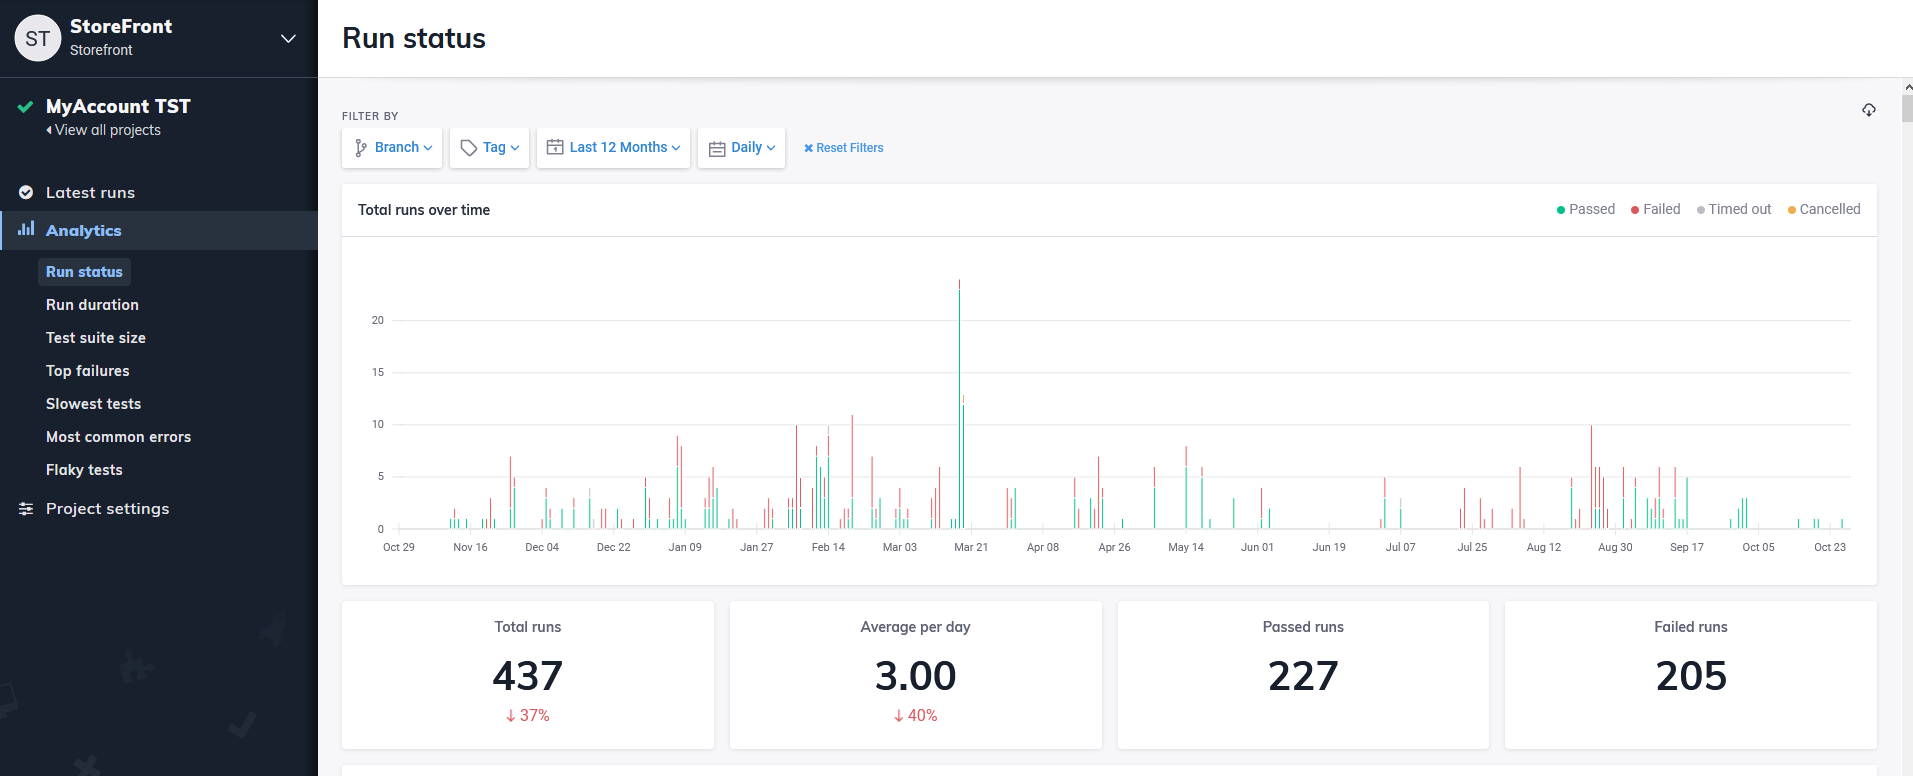 ST
StoreFront
Storefront
MyAccount TST
View all projects
Latest runs
Analytics
Run status
Run duration
Test suite size
Top failures
Slowest tests
Most common errors
Flaky tests
Project settings
Run status
FILTER BY
Branch
Tag
Last 12 Months
Daily
Reset Filters
Total runs over time
Passed Failed Timed out Cancelled
20
15
10
5
0
Oct 29 Nov 16 Dec 04 Dec 22 Jan 09 Jan 27 Feb 14 Mar 03 Mar 21 Apr 08 Apr 26 May 14 Jun 01 Jun 19 Jul 07 Jul 25 Aug 12 Aug 30 Sep 17 Oct 05 Oct 23
Total runs
437
↓ 37%
Average per day
3.00
↓ 40%
Passed runs
227
Failed runs
205